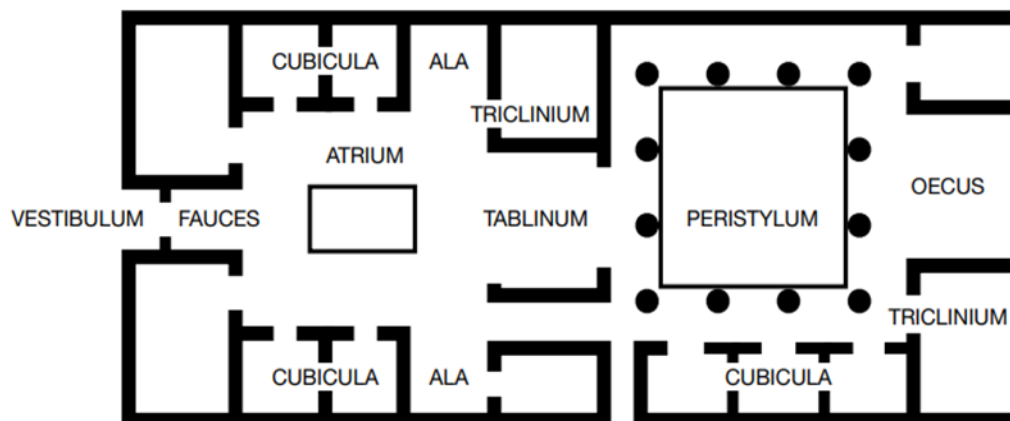 CUBICULA ALA
TRICLINIUM
ATRIUM
OECUS
VESTIBULUM FAUCES TABLINUM PERISTYLUM
TRICLINIUM
CUBICULA ALA CUBICULA